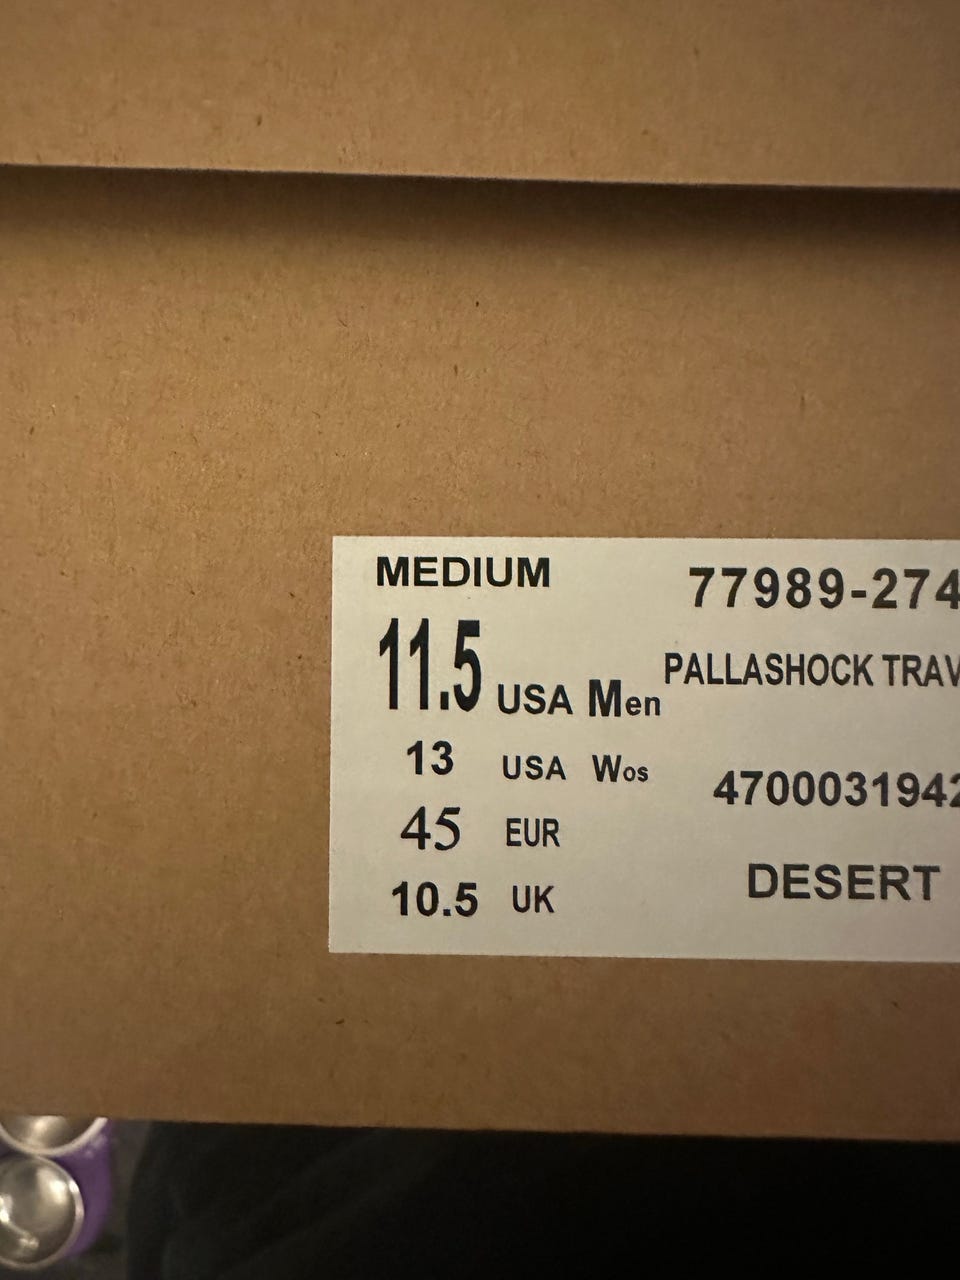 MEDIUM
11.5 USA Men
13 USA Wos
45 EUR
10.5 UK
77989-274
PALLASHOCK TRAV
4700031942
DESERT